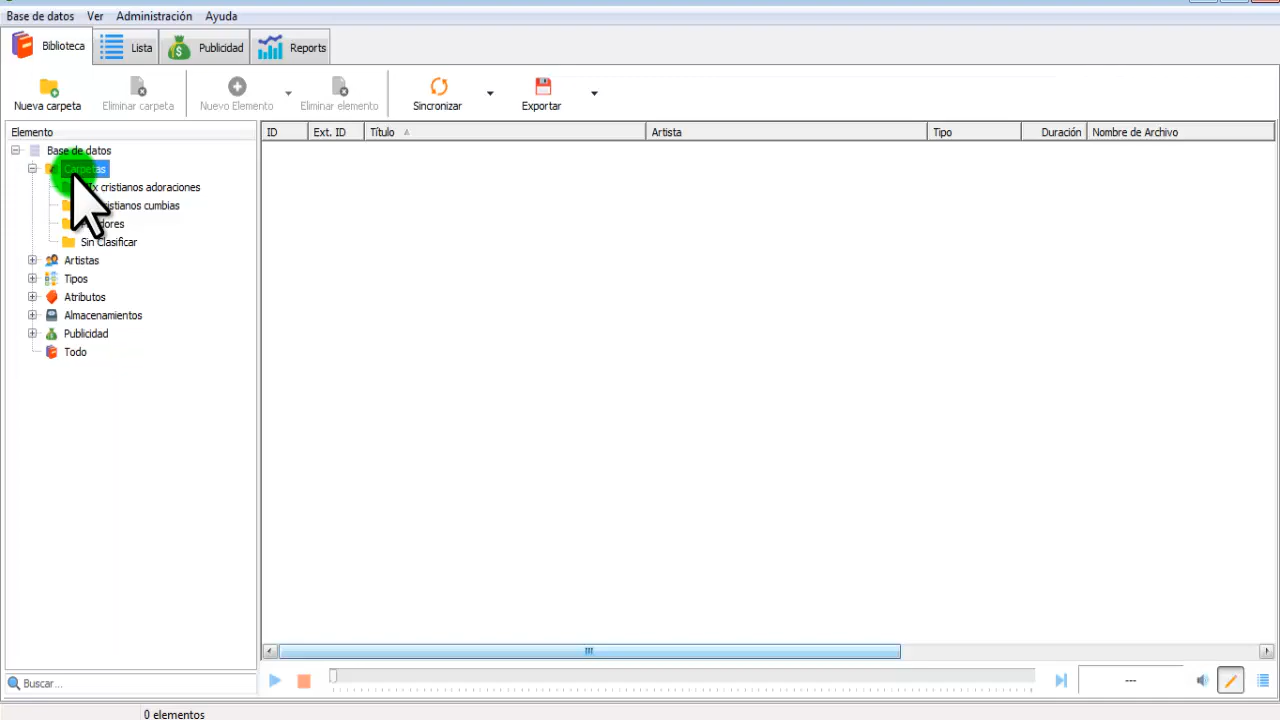 Base de datos Ver Administración Ayuda
Biblioteca Lista Publicidad Reports
Nueva carpeta Eliminar carpeta Nuevo Elemento Eliminar elemento Sincronizar Exportar
Elemento ID Ext. ID Título Artista Tipo Duración Nombre de Archivo
Base de datos
Carpetas
cristianos adoraciones
cumbias
Sin Clasificar
Artistas
Tipos
Atributos
Almacenamientos
Publicidad
Todo
Buscar... ---
0 elementos